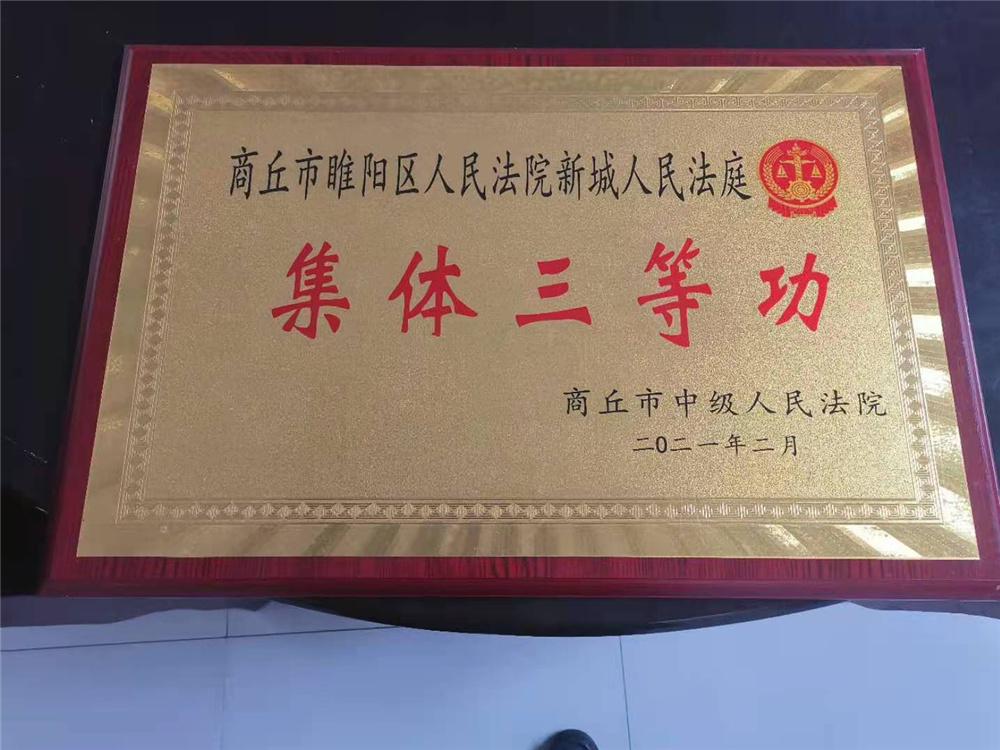 商丘市睢阳区人民法院新城人民法庭
集体三等功
商丘市中级人民法院
二〇二一年二月